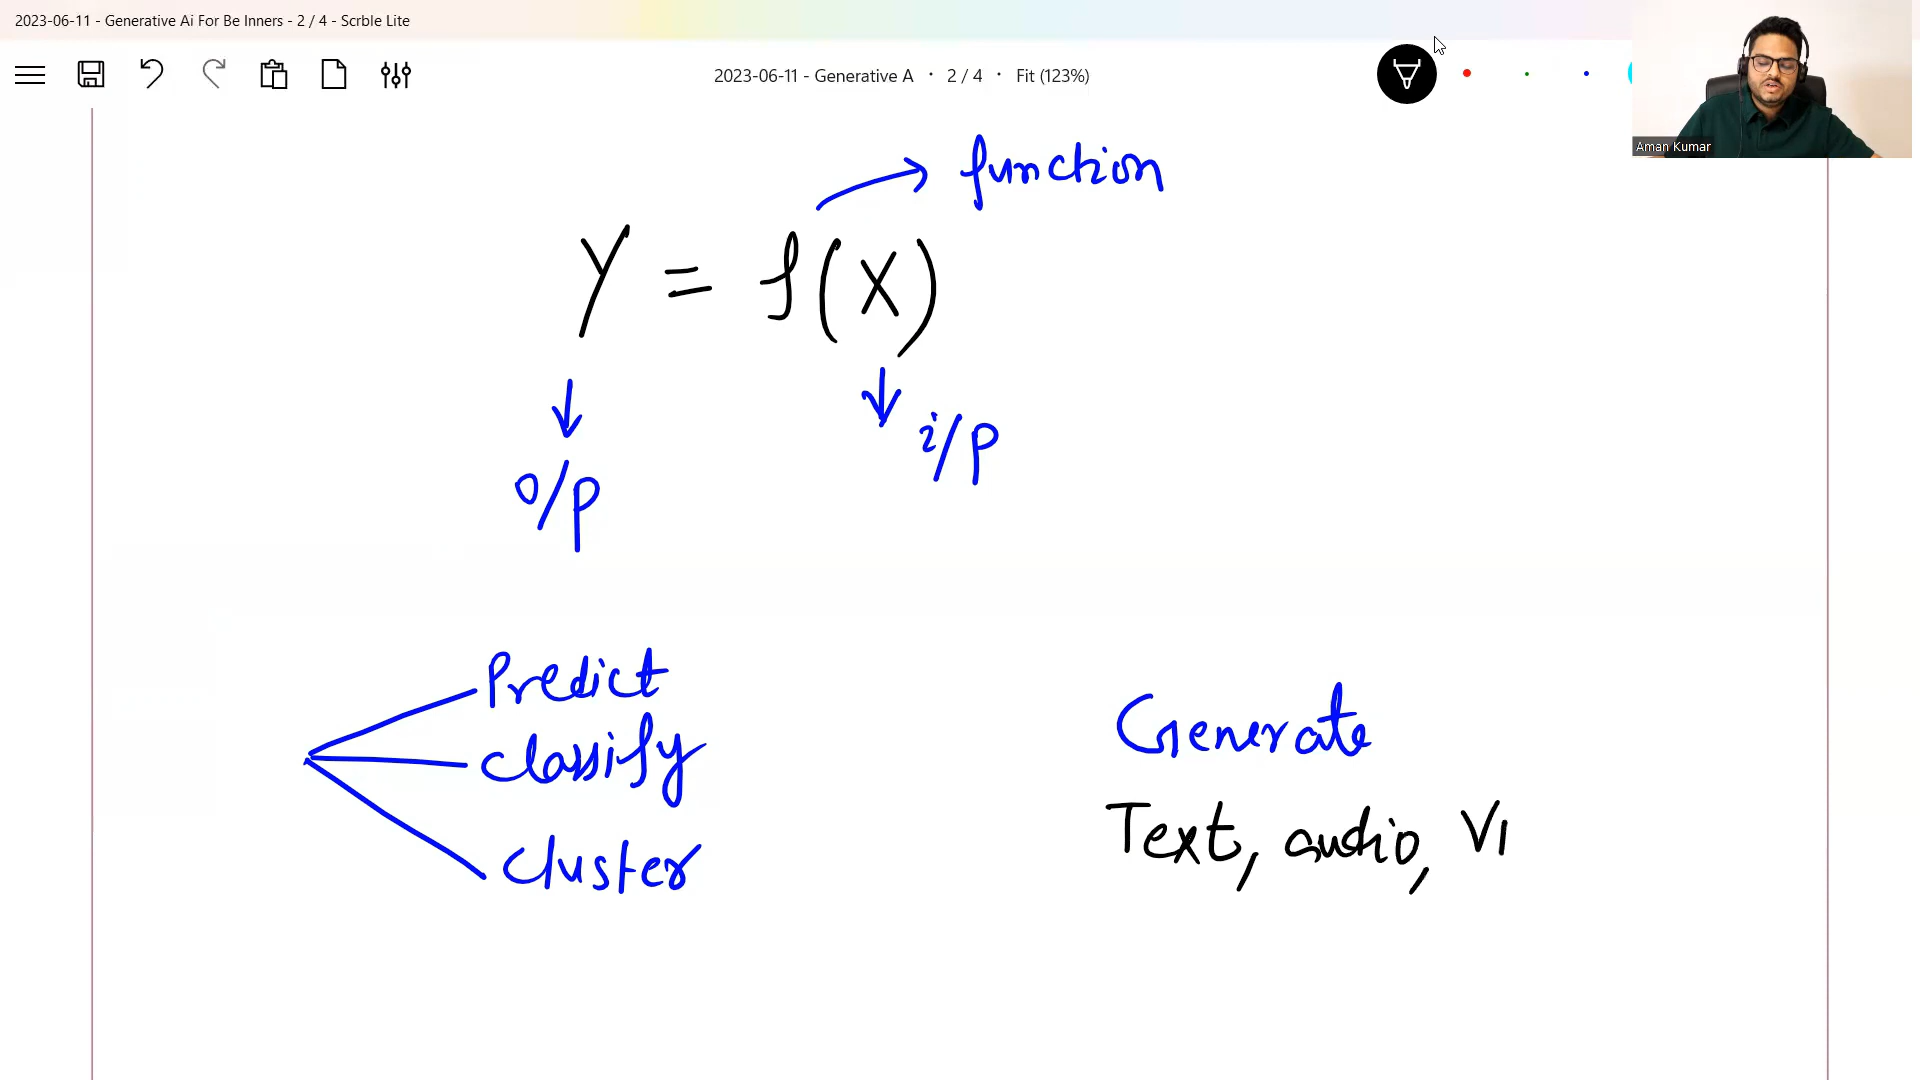 2023-06-11 - Generative Ai For Be Inners - 2 / 4 - Scrble Lite
2023-06-11 - Generative A • 2 / 4 • Fit (123%)
Aman Kumar
function
Y = f(X)
i/p
o/p
Predict
Classify
Cluster
Generate
Text, audio, Vi